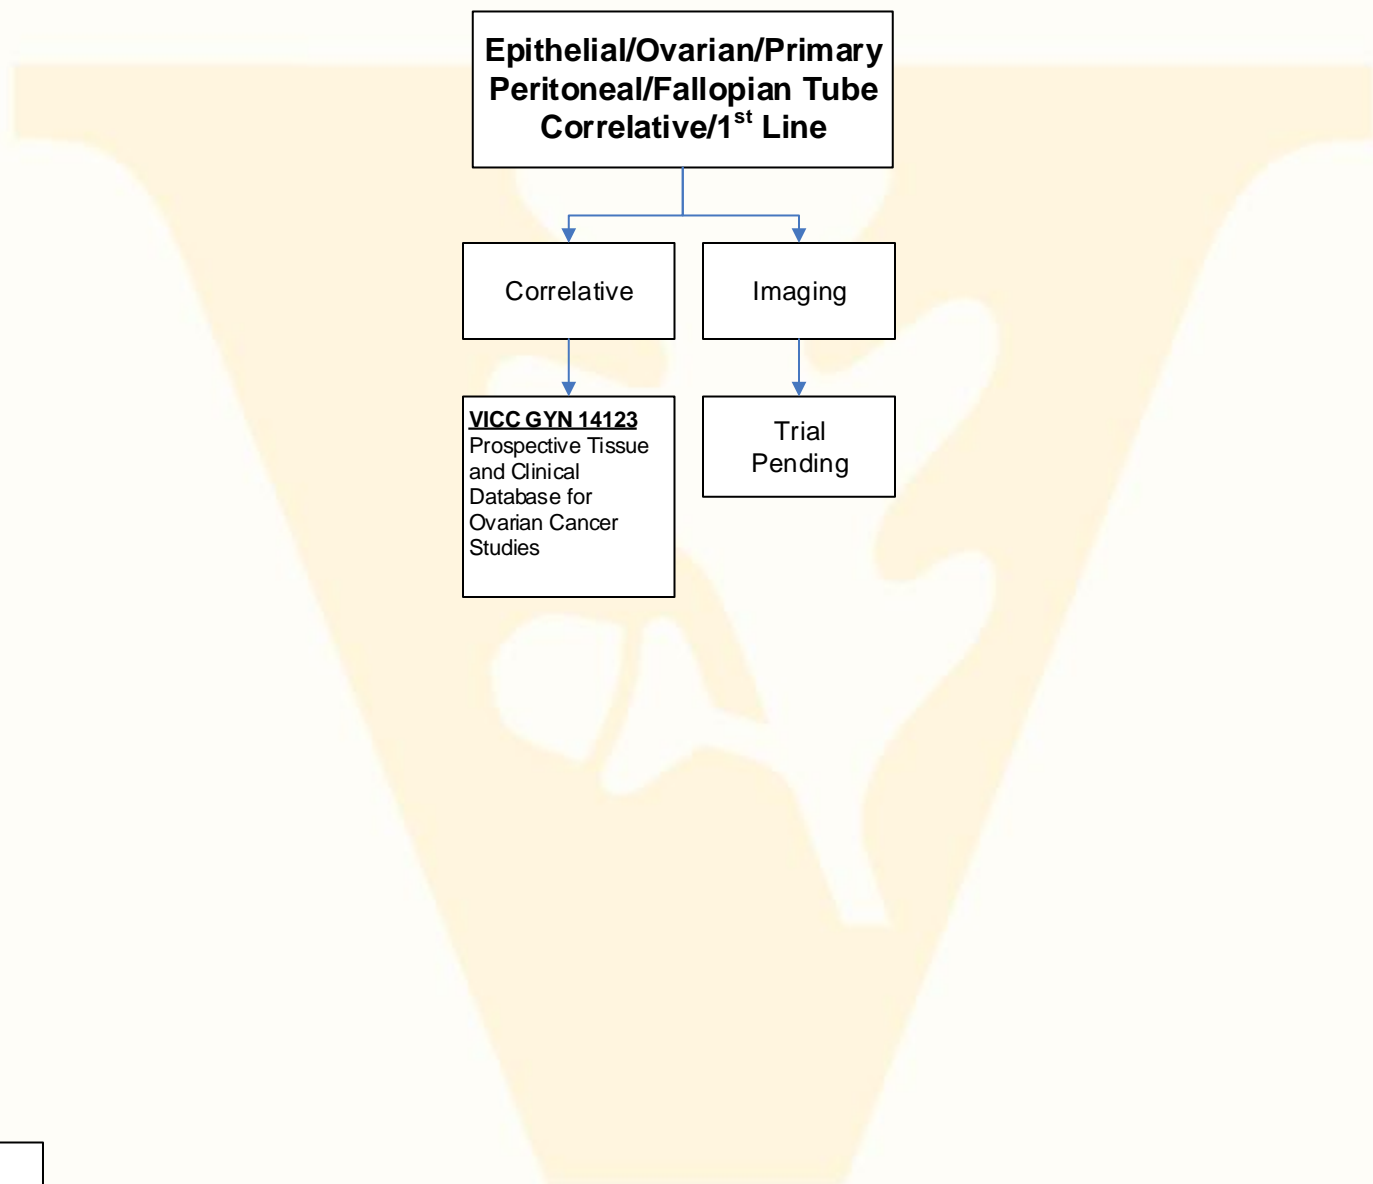 Epithelial/Ovarian/Primary
Peritoneal/Fallopian Tube
Correlative/1st Line
Correlative
Imaging
VICC GYN 14123
Prospective Tissue
and Clinical
Database for
Ovarian Cancer
Studies
Trial
Pending